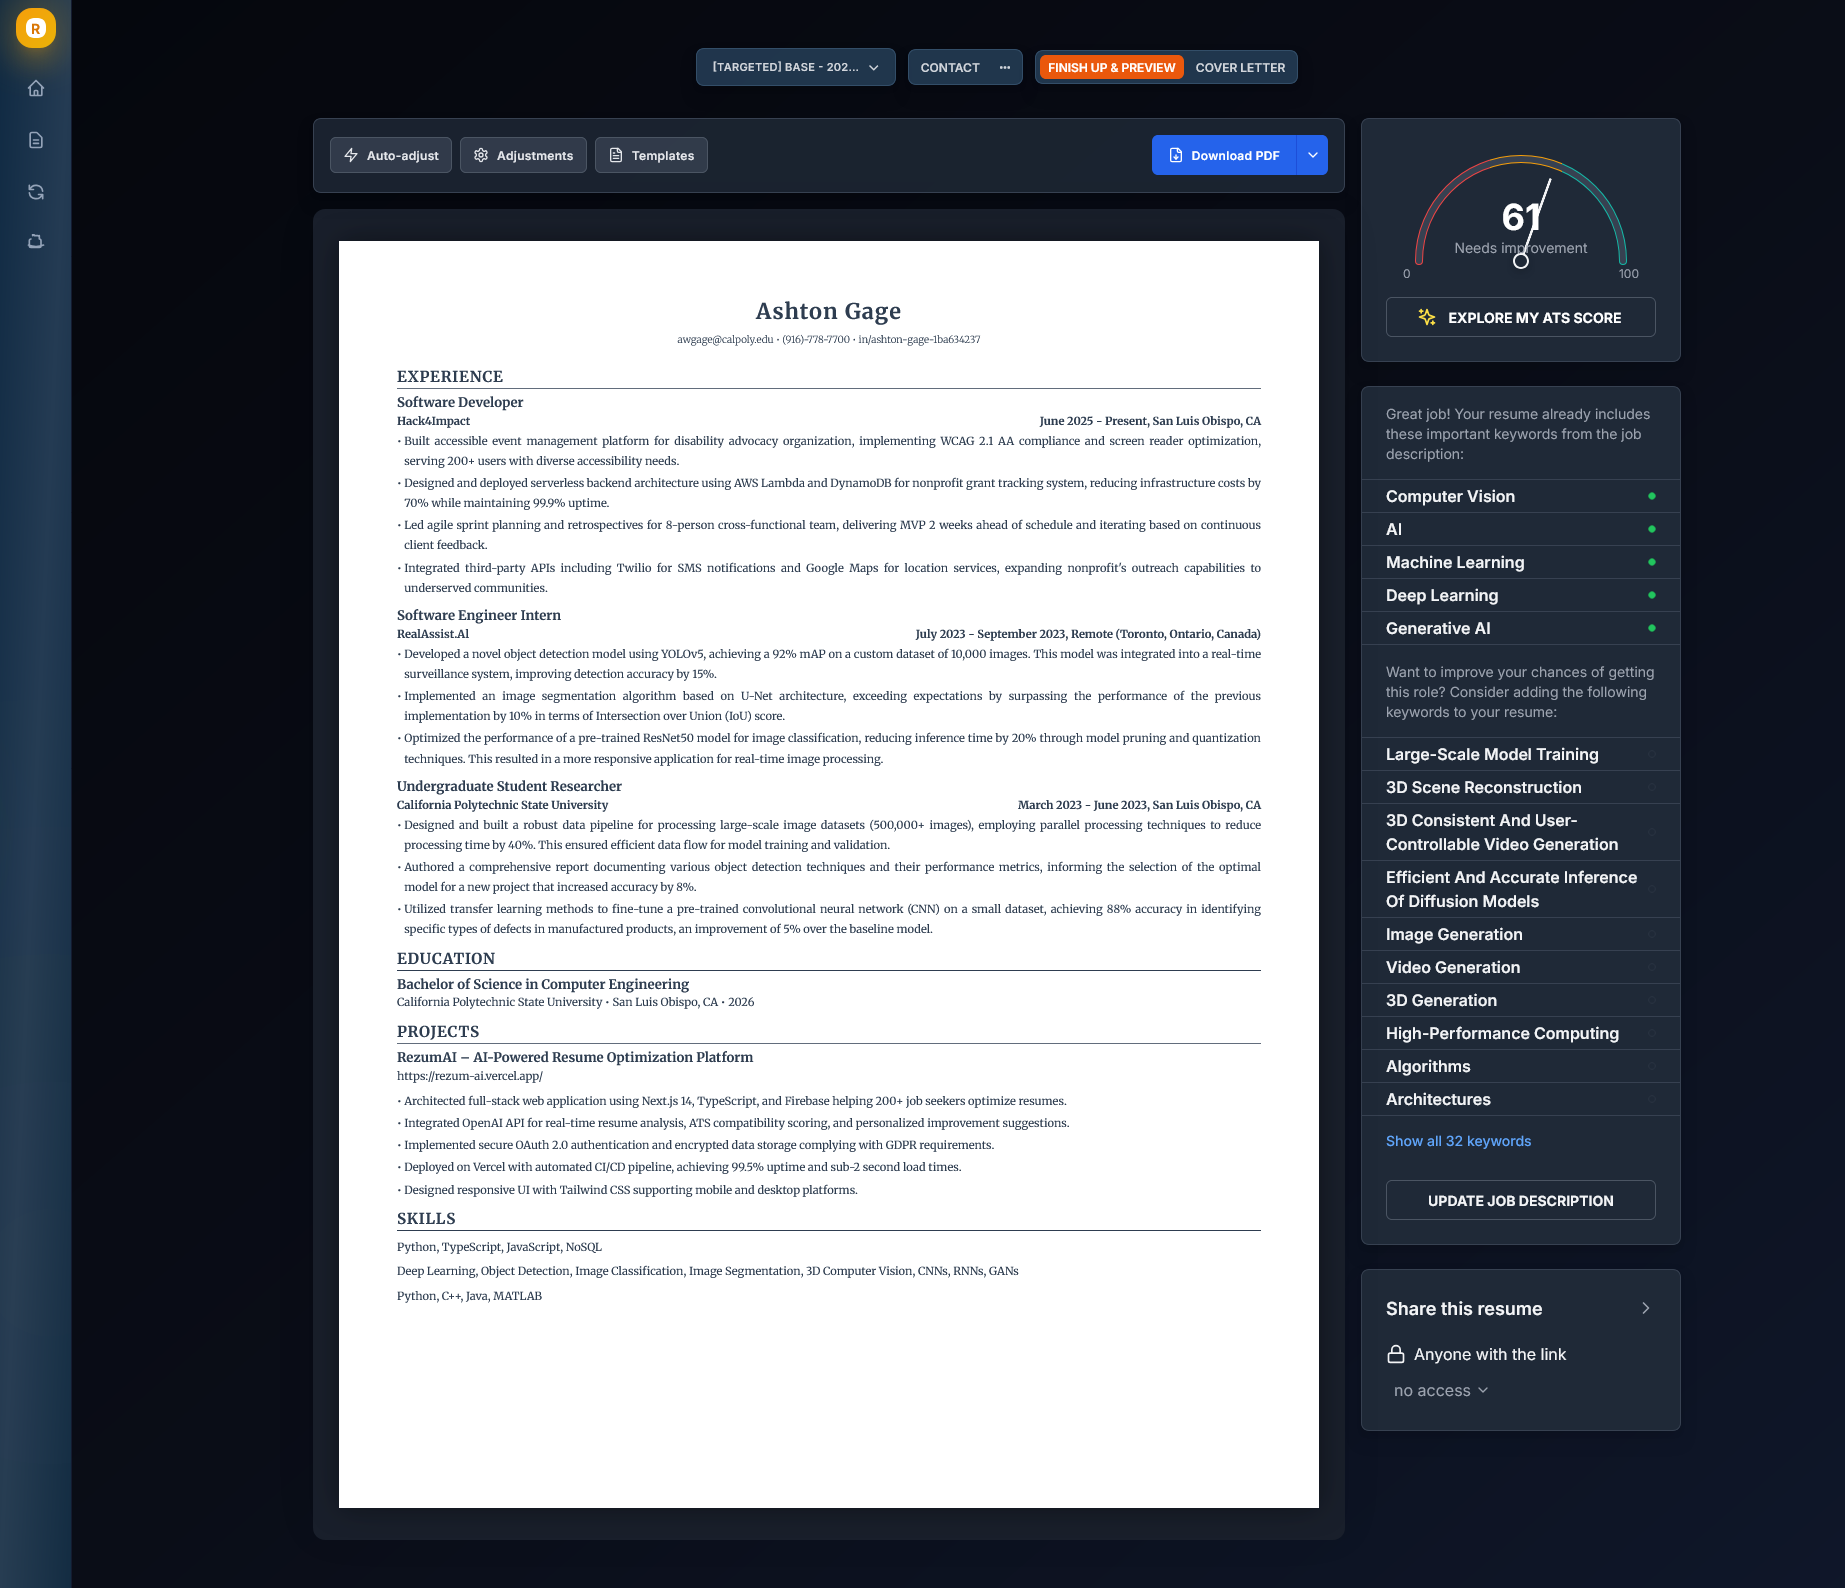 R
[TARGETED] BASE - 202...
CONTACT
FINISH UP & PREVIEW
COVER LETTER
Auto-adjust
Adjustments
Templates
Download PDF
Ashton Gage
awgage@calpoly.edu • (916)-778-7700 • in/ashton-gage-1ba634237
EXPERIENCE
Software Developer
Hack4Impact
June 2025 - Present, San Luis Obispo, CA
• Built accessible event management platform for disability advocacy organization, implementing WCAG 2.1 AA compliance and screen reader optimization,
serving 200+ users with diverse accessibility needs.
• Designed and deployed serverless backend architecture using AWS Lambda and DynamoDB for nonprofit grant tracking system, reducing infrastructure costs by
70% while maintaining 99.9% uptime.
• Led agile sprint planning and retrospectives for 8-person cross-functional team, delivering MVP 2 weeks ahead of schedule and iterating based on continuous
client feedback.
• Integrated third-party APIs including Twilio for SMS notifications and Google Maps for location services, expanding nonprofit's outreach capabilities to
underserved communities.
Software Engineer Intern
RealAssist.AI
July 2023 - September 2023, Remote (Toronto, Ontario, Canada)
• Developed a novel object detection model using YOLOv5, achieving a 92% mAP on a custom dataset of 10,000 images. This model was integrated into a real-time
surveillance system, improving detection accuracy by 15%.
• Implemented an image segmentation algorithm based on U-Net architecture, exceeding expectations by surpassing the performance of the previous
implementation by 10% in terms of Intersection over Union (IoU) score.
• Optimized the performance of a pre-trained ResNet50 model for image classification, reducing inference time by 20% through model pruning and quantization
techniques. This resulted in a more responsive application for real-time image processing.
Undergraduate Student Researcher
California Polytechnic State University
March 2023 - June 2023, San Luis Obispo, CA
• Designed and built a robust data pipeline for processing large-scale image datasets (500,000+ images), employing parallel processing techniques to reduce
processing time by 40%. This ensured efficient data flow for model training and validation.
• Authored a comprehensive report documenting various object detection techniques and their performance metrics, informing the selection of the optimal
model for a new project that increased accuracy by 8%.
• Utilized transfer learning methods to fine-tune a pre-trained convolutional neural network (CNN) on a small dataset, achieving 88% accuracy in identifying
specific types of defects in manufactured products, an improvement of 5% over the baseline model.
EDUCATION
Bachelor of Science in Computer Engineering
California Polytechnic State University • San Luis Obispo, CA • 2026
PROJECTS
RezumAI – AI-Powered Resume Optimization Platform
https://rezum-ai.vercel.app/
• Architected full-stack web application using Next.js 14, TypeScript, and Firebase helping 200+ job seekers optimize resumes.
• Integrated OpenAI API for real-time resume analysis, ATS compatibility scoring, and personalized improvement suggestions.
• Implemented secure OAuth 2.0 authentication and encrypted data storage complying with GDPR requirements.
• Deployed on Vercel with automated CI/CD pipeline, achieving 99.5% uptime and sub-2 second load times.
• Designed responsive UI with Tailwind CSS supporting mobile and desktop platforms.
SKILLS
Python, TypeScript, JavaScript, NoSQL
Deep Learning, Object Detection, Image Classification, Image Segmentation, 3D Computer Vision, CNNs, RNNs, GANs
Python, C++, Java, MATLAB
61
Needs improvement
0
100
EXPLORE MY ATS SCORE
Great job! Your resume already includes
these important keywords from the job
description:
Computer Vision
AI
Machine Learning
Deep Learning
Generative AI
Want to improve your chances of getting
this role? Consider adding the following
keywords to your resume:
Large-Scale Model Training
3D Scene Reconstruction
3D Consistent And User-
Controllable Video Generation
Efficient And Accurate Inference
Of Diffusion Models
Image Generation
Video Generation
3D Generation
High-Performance Computing
Algorithms
Architectures
Show all 32 keywords
UPDATE JOB DESCRIPTION
Share this resume
Anyone with the link
no access